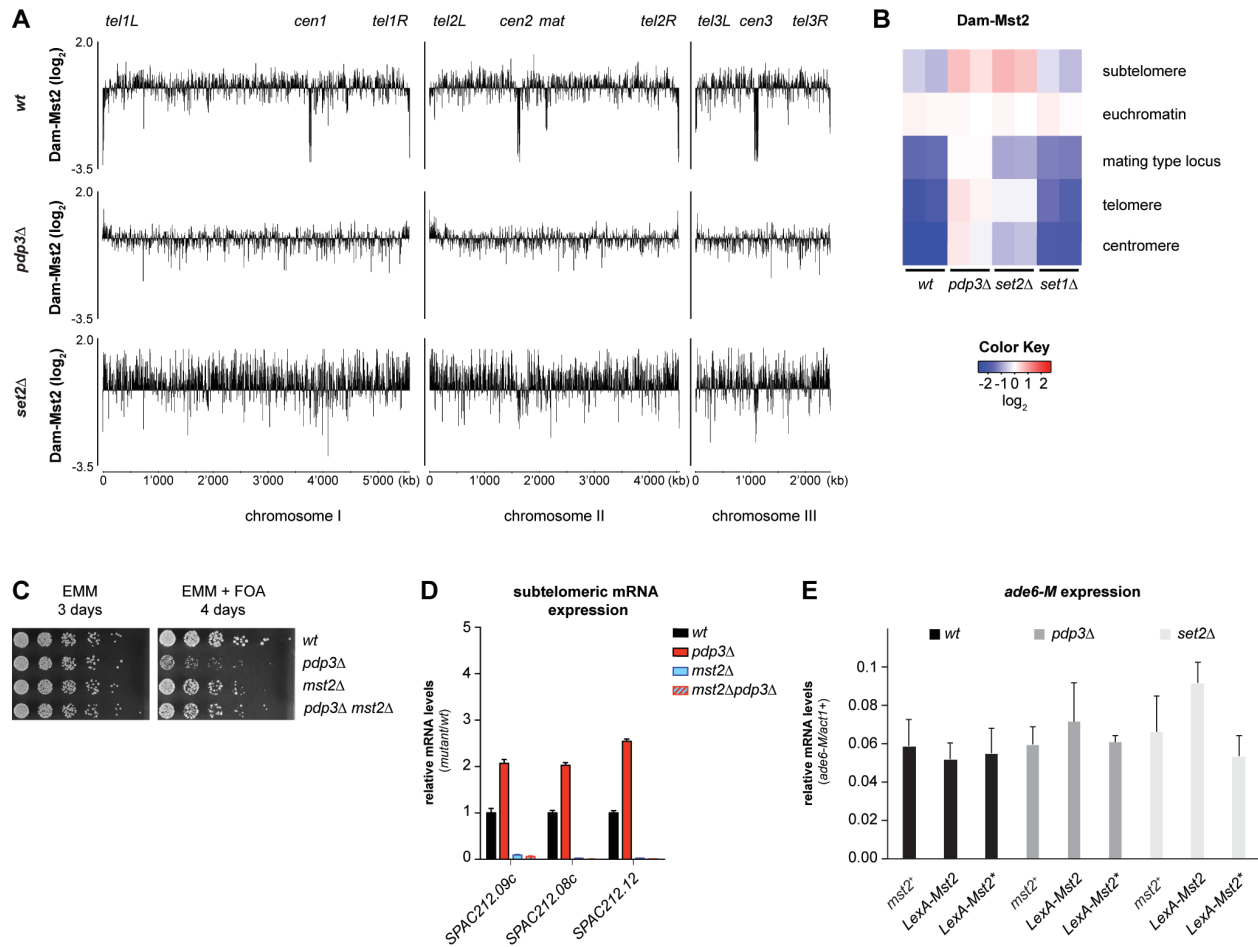 A
tel1L cen1 tel1R tel2L cen2 mat tel2R tel3L cen3 tel3R
wt
Dam-Mst2 (log2)
2.0
-3.5
pdp3Δ
Dam-Mst2 (log2)
2.0
-3.5
set2Δ
Dam-Mst2 (log2)
2.0
-3.5
0 1'000 2'000 3'000 4'000 5'000 (kb) 0 1'000 2'000 3'000 4'000 (kb) 0 1'000 2'000 (kb)
chromosome I chromosome II chromosome III
B
Dam-Mst2
subtelomere
euchromatin
mating type locus
telomere
centromere
wt pdp3Δ set2Δ set1Δ
Color Key
-2 -1 0 1 2
log2
C
EMM
3 days
EMM + FOA
4 days
wt
pdp3Δ
mst2Δ
pdp3Δ mst2Δ
D
subtelomeric mRNA
expression
relative mRNA levels
(mutant/wt)
5
4
3
2
1
0
SPAC212.09c
SPAC212.08c
SPAC212.12
wt
pdp3Δ
mst2Δ
mst2Δpdp3Δ
E
ade6-M expression
wt pdp3Δ set2Δ
relative mRNA levels
(ade6-M/act1+)
0.1
0.08
0.06
0.04
0.02
0.00
mst2+
LexA-Mst2
LexA-Mst2*
mst2+
LexA-Mst2
LexA-Mst2*
mst2+
LexA-Mst2
LexA-Mst2*